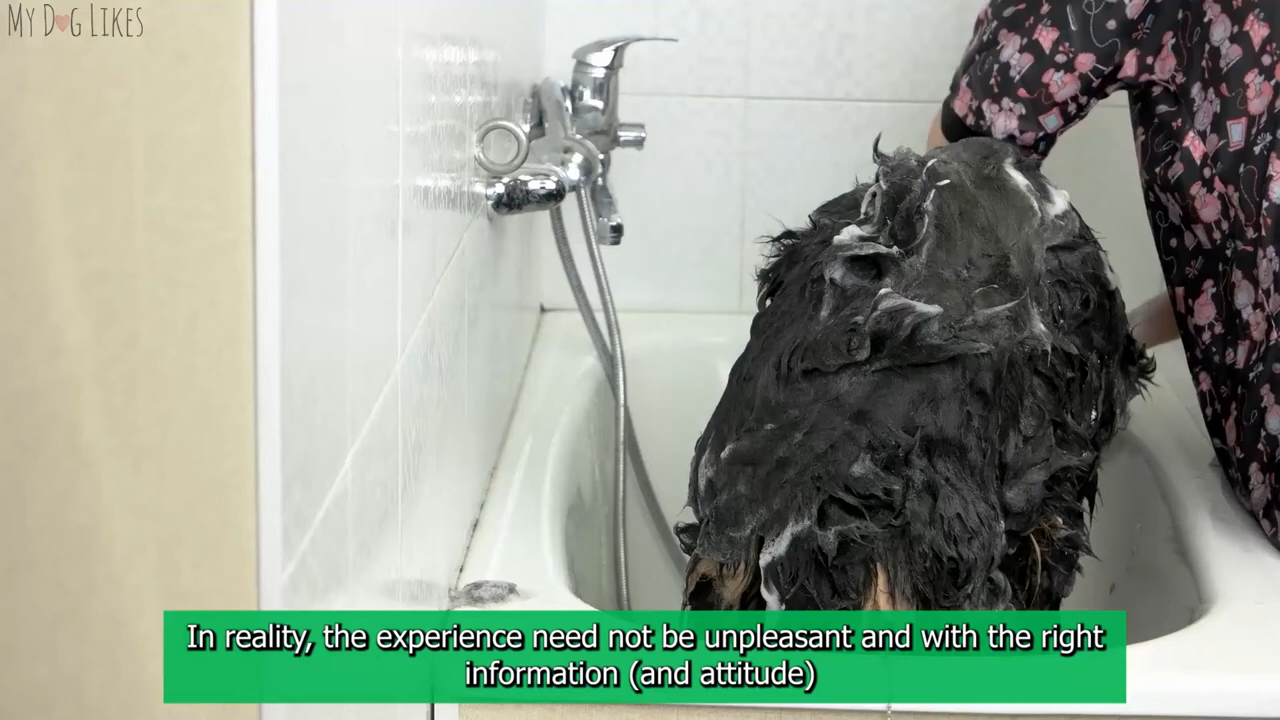 MY DOG LIKES
In reality, the experience need not be unpleasant and with the right
information (and attitude)